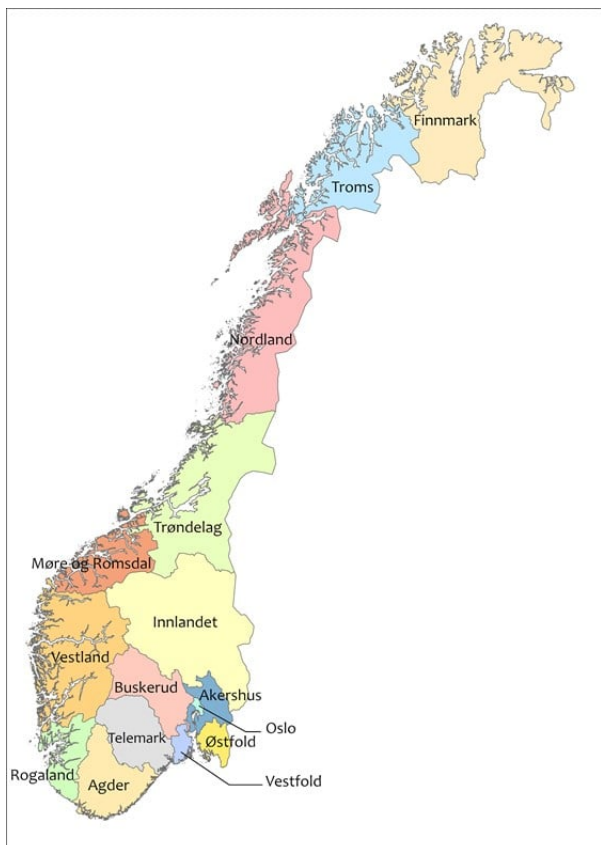 Finnmark
Troms
Nordland
Trøndelag
Møre og Romsdal
Innlandet
Vestland
Buskerud
Akershus
Oslo
Telemark
Østfold
Rogaland
Agder
Vestfold